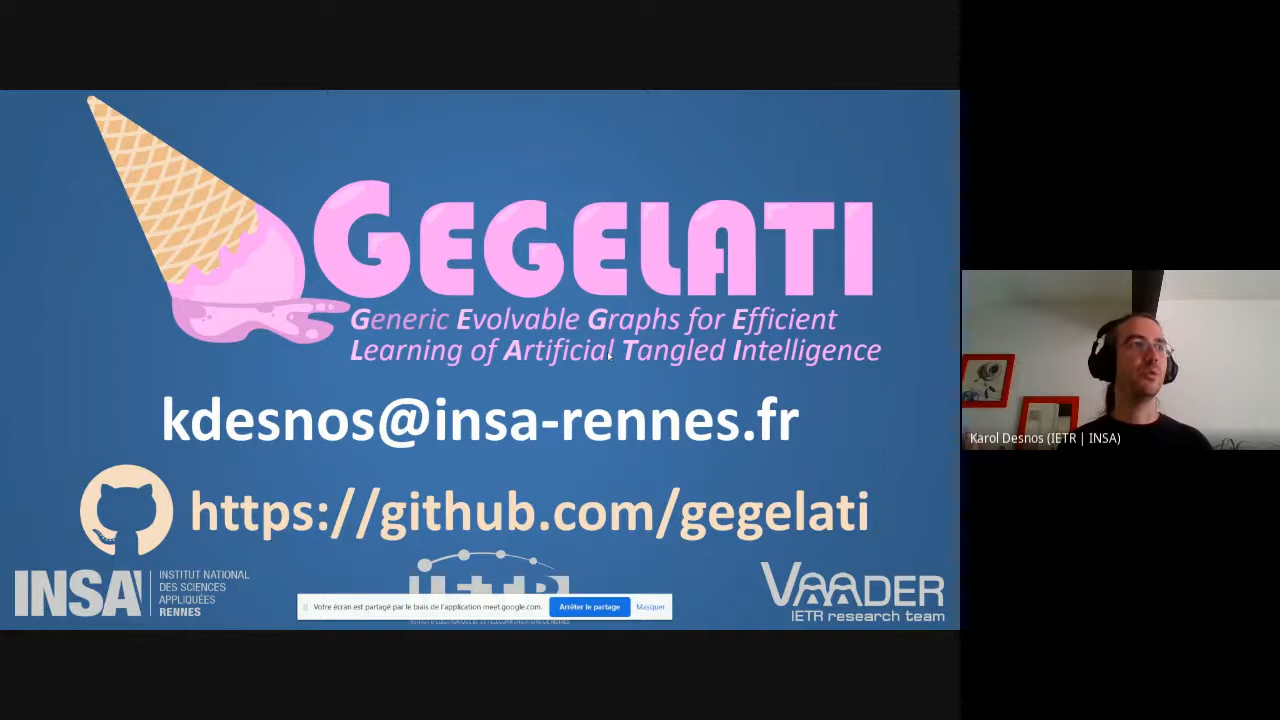 GEGELATI
Generic Evolvable Graphs for Efficient
Learning of Artificial Tangled Intelligence
kdesnos@insa-rennes.fr
https://github.com/gegelati
INSA
INSTITUT NATIONAL
DES SCIENCES
APPLIQUÉES
RENNES
IETR
Votre écran est partagé par le biais de l'application meet.google.com.
Arrêter le partage
Masquer
VAADER
IETR research team
Karol Desnos (IETR | INSA)